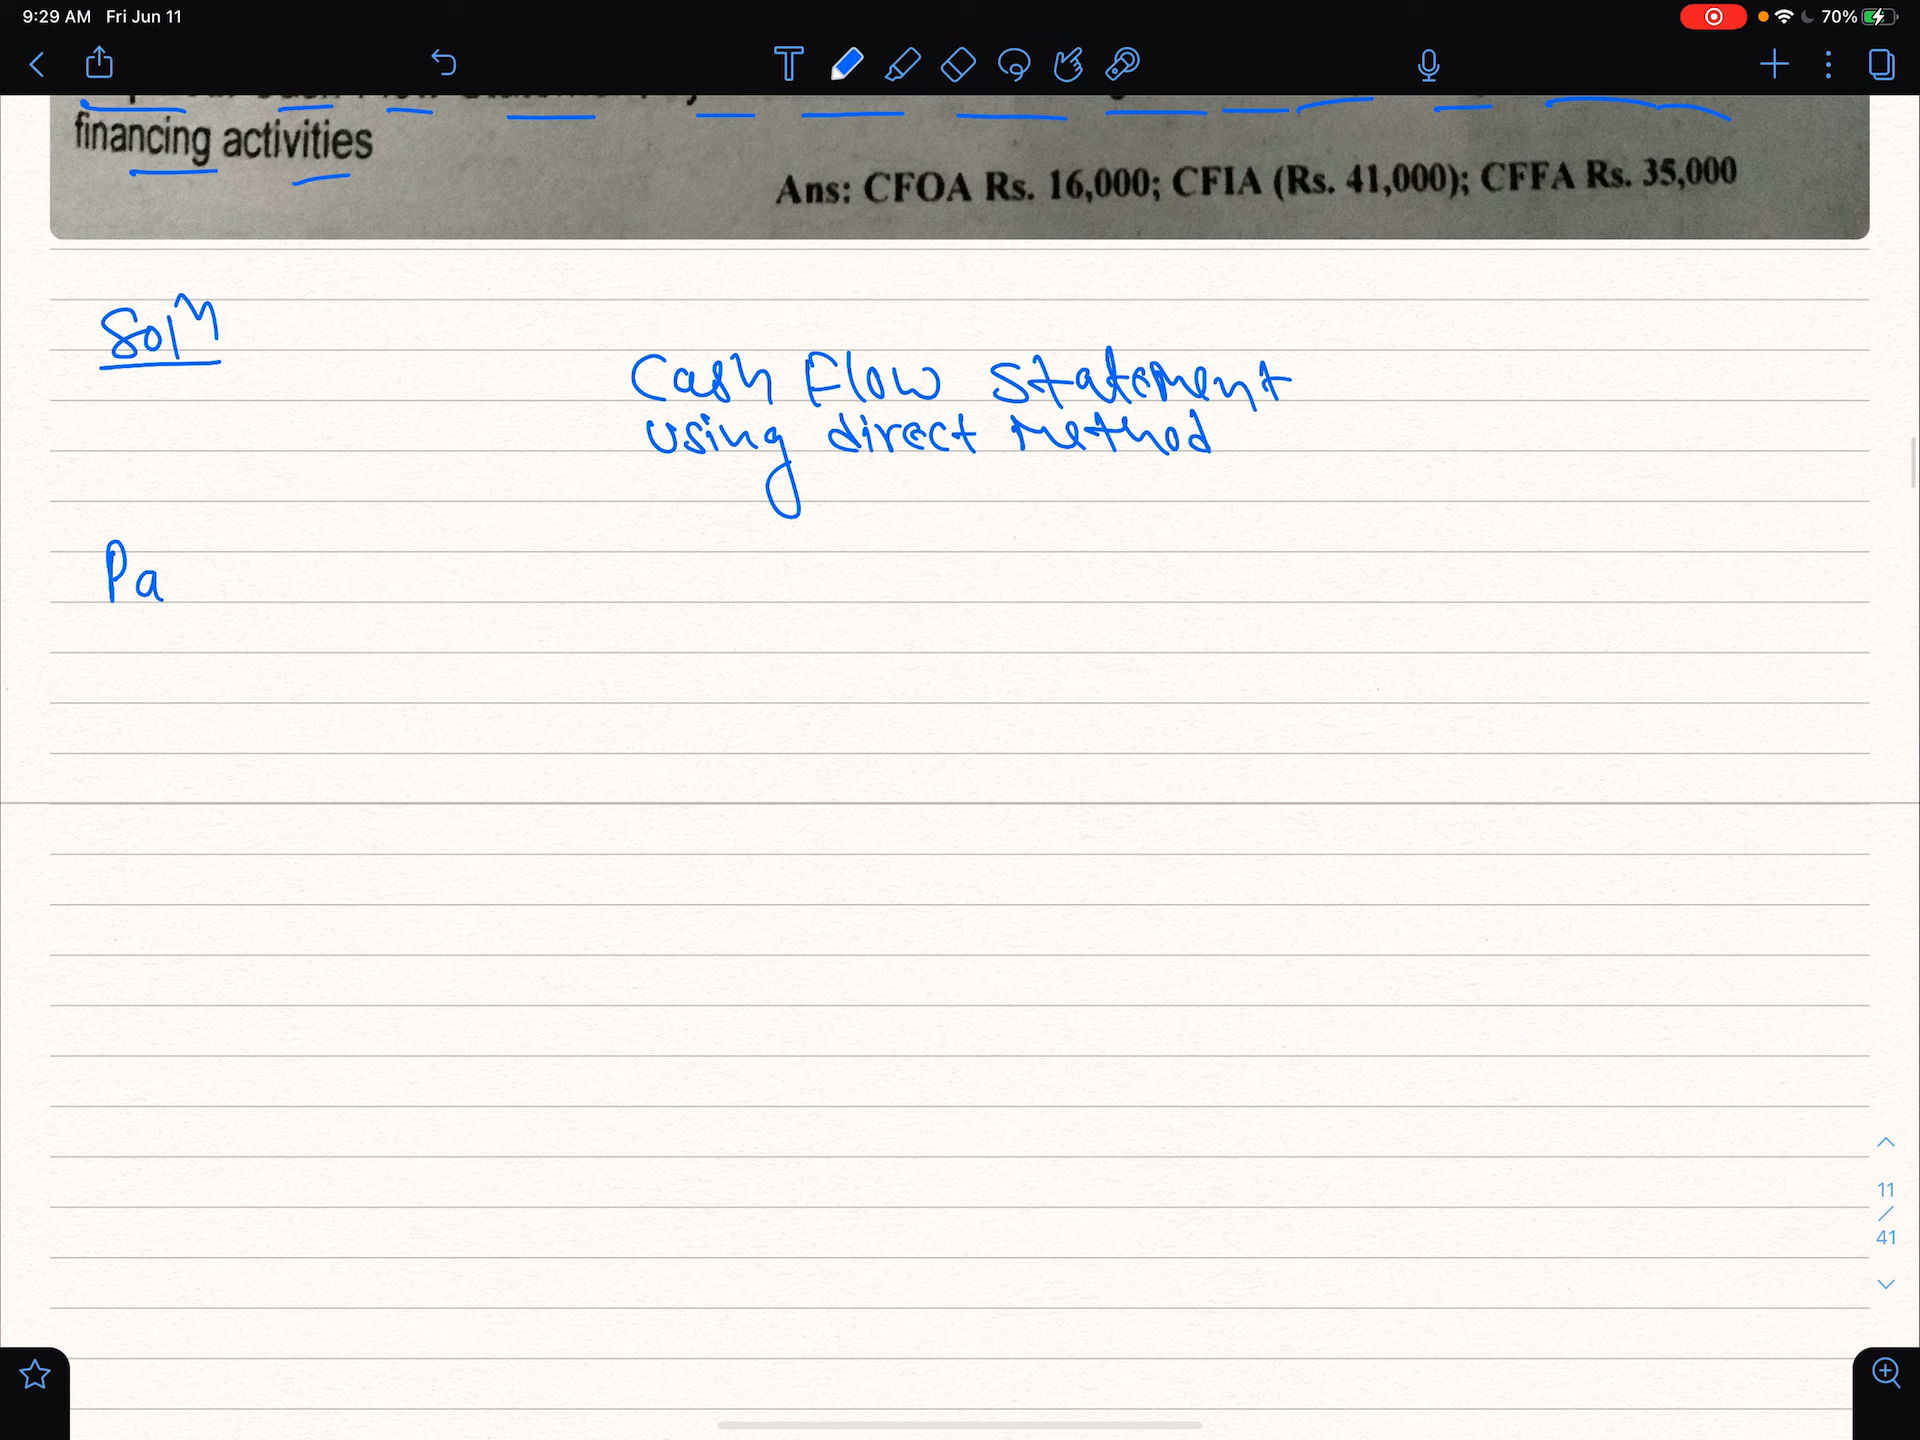 9:29 AM Fri Jun 11
70%
financing activities
Ans: CFOA Rs. 16,000; CFIA (Rs. 41,000); CFFA Rs. 35,000
Solⁿ
Cash Flow Statement
using direct method
Pa
11
/
41